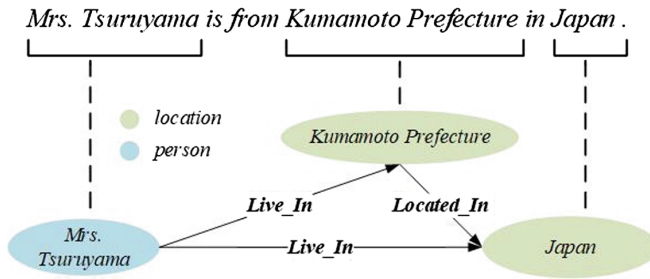 Mrs. Tsuruyama is from Kumamoto Prefecture in Japan .
location
person
Kumamoto Prefecture
Live_In
Located_In
Mrs.
Tsuruyama
Live_In
Japan